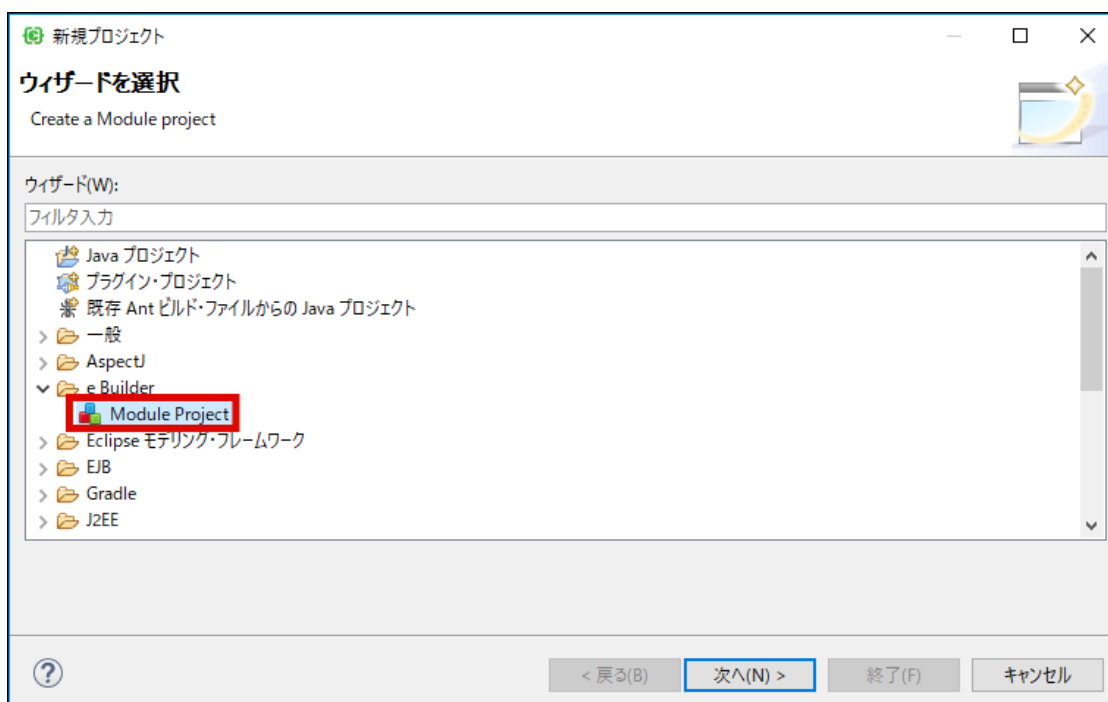 新規プロジェクト
ウィザードを選択
Create a Module project
ウィザード(W):
フィルタ入力
Java プロジェクト
プラグイン・プロジェクト
既存 Ant ビルド・ファイルからの Java プロジェクト
一般
AspectJ
e Builder
Module Project
Eclipse モデリング・フレームワーク
EJB
Gradle
J2EE
< 戻る(B) 次へ(N) > 終了(F) キャンセル